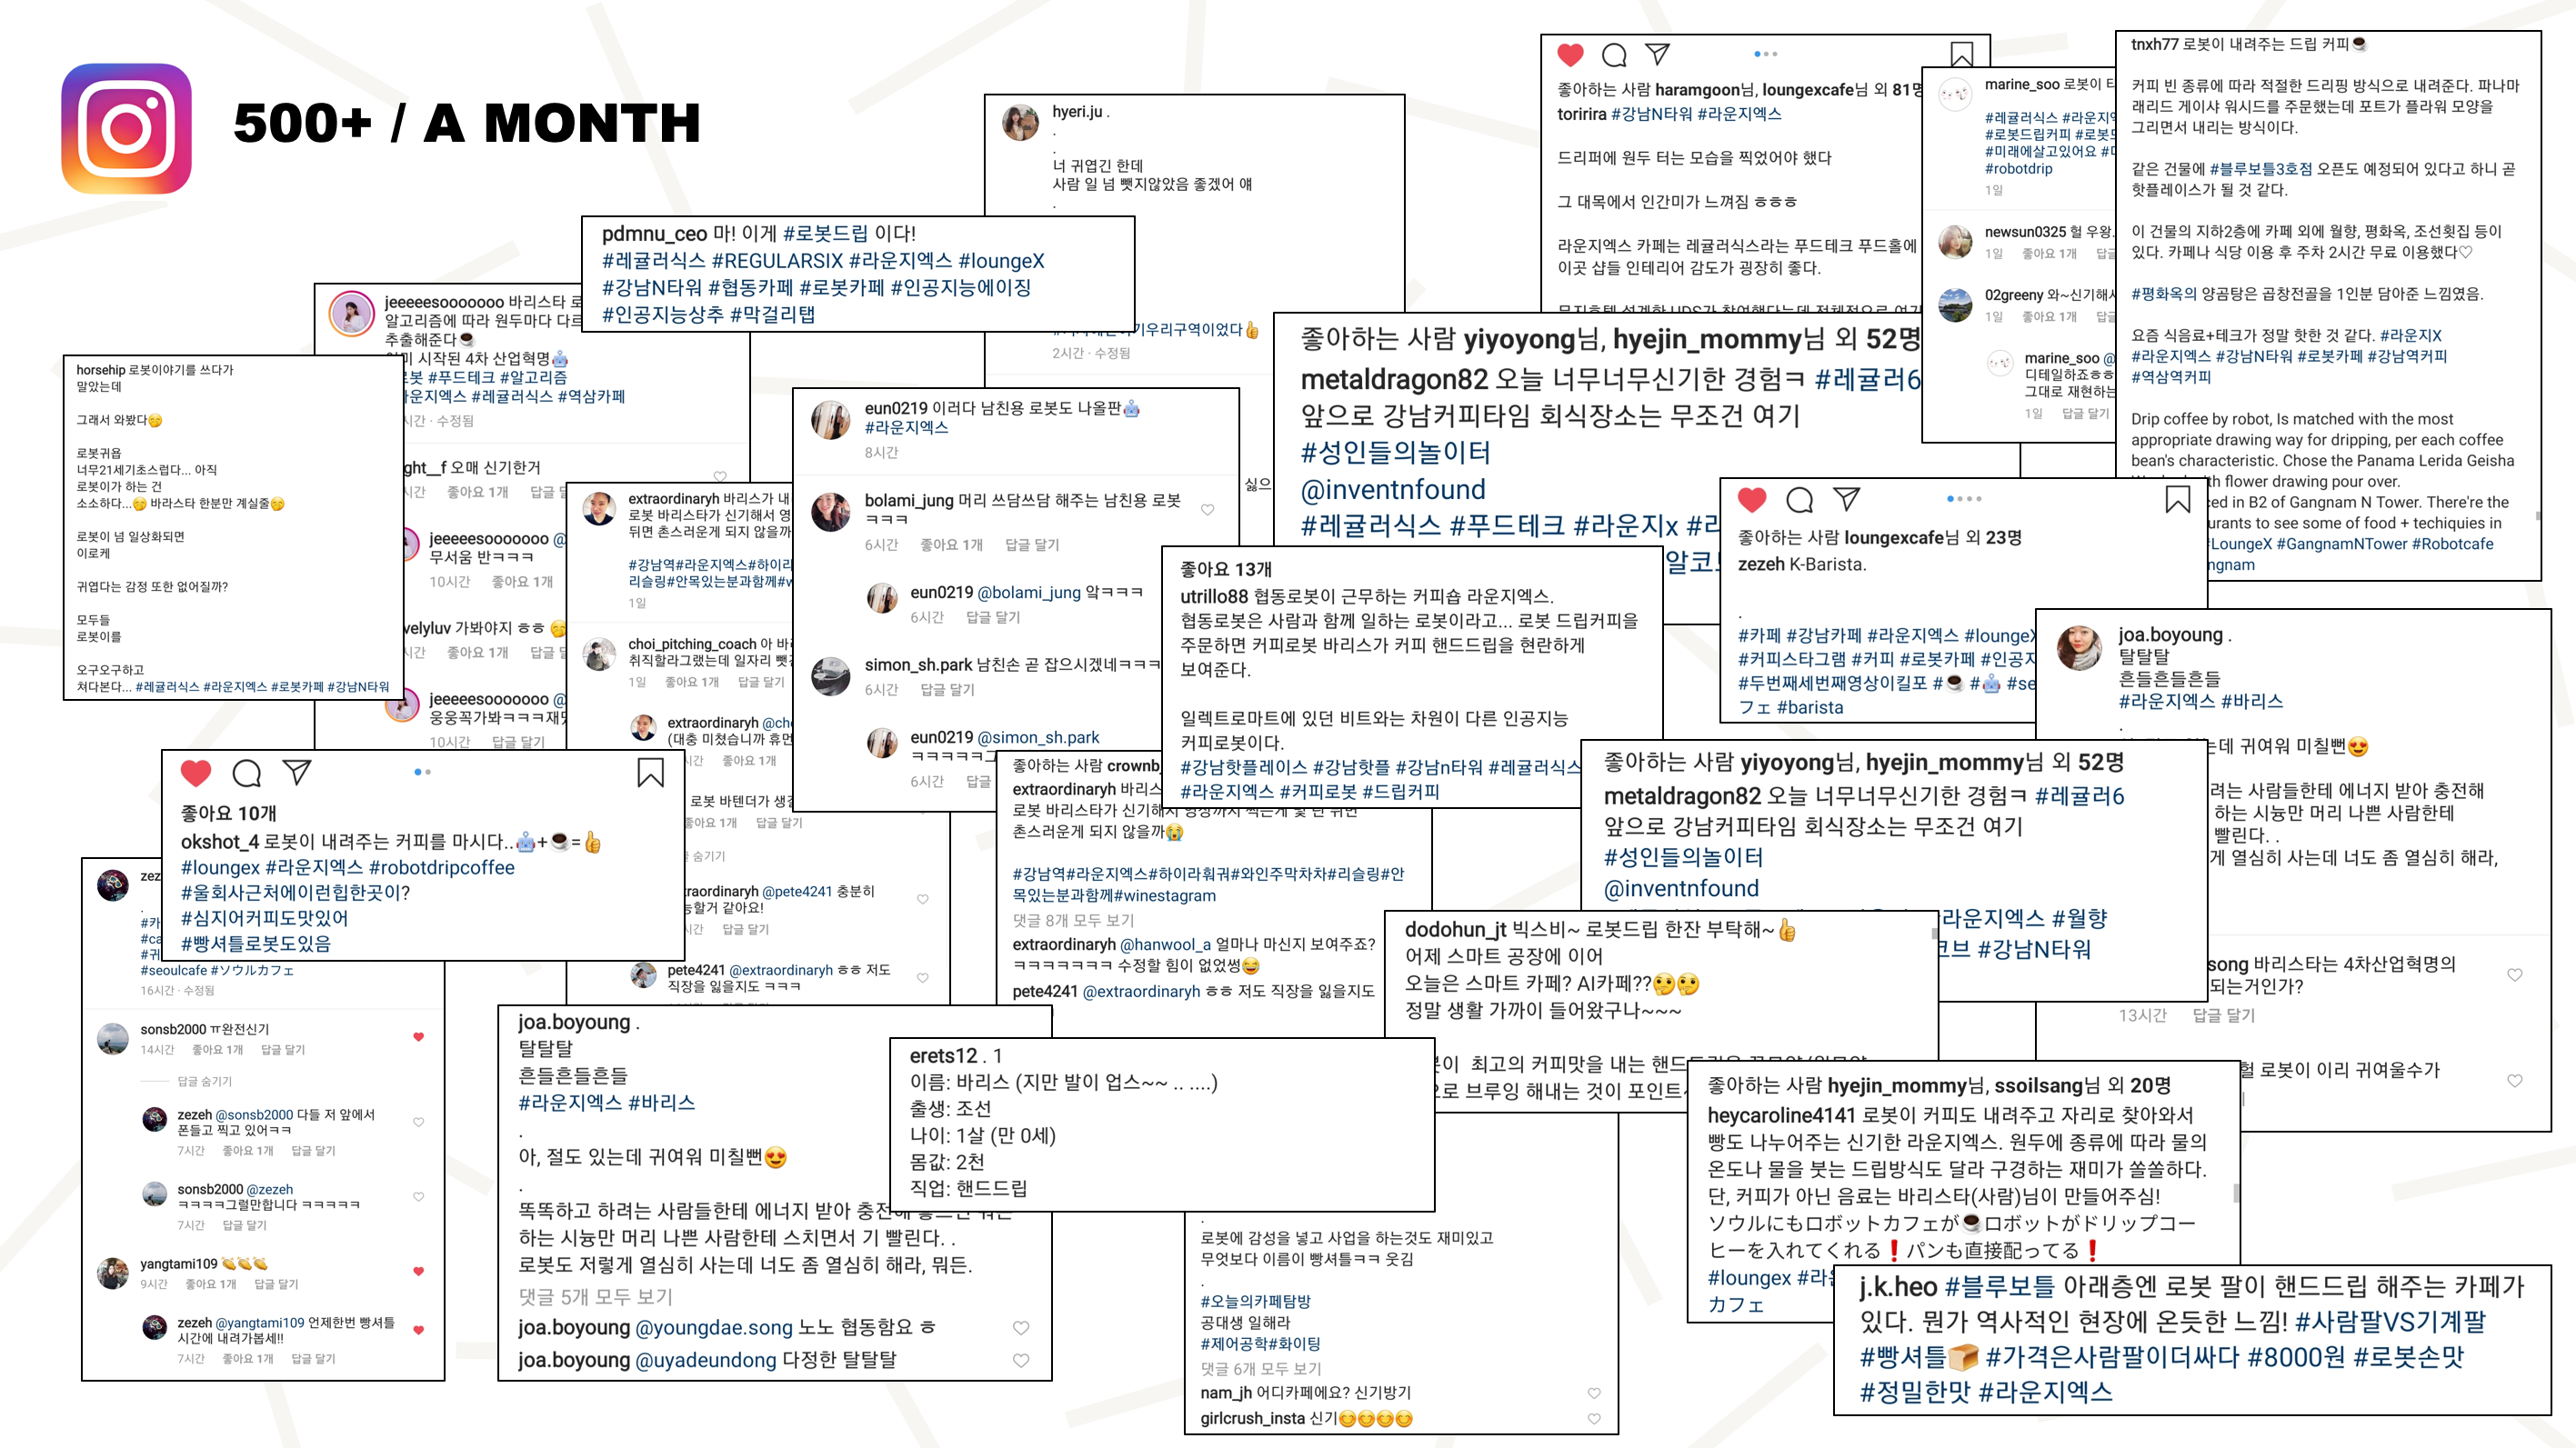 500+ / A MONTH
hyeri.ju .
.
.
너 귀엽긴 한데
사람 일 넘 뺏지않았음 좋겠어 얘
.
기우리구역이었다👍
2시간 · 수정됨
pdmnu_ceo 마! 이게 #로봇드립 이다!
#레귤러식스 #REGULARSIX #라운지엑스 #loungeX
#강남N타워 #협동카페 #로봇카페 #인공지능에이징
#인공지능상추 #막걸리탭
jeeeeesooooooo 바리스타 로
알고리즘에 따라 원두마다 다르
추출해준다☕
시작된 4차 산업혁명🤖
#푸드테크 #알고리즘
#레귤러식스 #역삼카페
시간 · 수정됨
오매 신기한거
좋아요 1개 답글
jeeeeesooooooo @
무서움 반ㅋㅋㅋ
10시간 좋아요 1개
velyluv 가봐야지 ㅎㅎ 🤭
좋아요 1개
jeeeeesooooooo @
웅웅꼭가봐ㅋㅋㅋ
10시간 답글 달기
horsehip 로봇이야기를 쓰다가
말았는데
그래서 와봤다🤭
로봇귀욥
너무21세기초스럽다... 아직
로봇이가 하는 건
소소하다...🤭 바라스타 한분만 계실줄🤭
로봇이 넘 일상화되면
이로케
귀엽다는 감정 또한 없어질까?
모두들
로봇이를
오구오구하고
쳐다본다... #레귤러식스 #라운지엑스 #로봇카페 #강남N타워
extraordinaryh 바리스가 내
로봇 바리스타가 신기해서 영
뒤면 촌스러운게 되지 않을까
#강남역#라운지엑스#하이라
리슬링#안목있는분과함께#w
1일
choi_pitching_coach 아 바
취직할라그랬는데 일자리 뺏
1일 좋아요 1개 답글 달기
extraordinaryh @ch
(대충 미쳤습니까 휴먼
좋아요 1개
로봇 바텐더가 생
좋아요 1개 답글 달기
숨기기
traordinaryh @pete4241 충분히
능할거 같아요!
답글 달기
pete4241 @extraordinaryh ㅎㅎ 저도
직장을 잃을지도 ㅋㅋㅋ
eun0219 이러다 남친용 로봇도 나올판🤖
#라운지엑스
8시간
bolami_jung 머리 쓰담쓰담 해주는 남친용 로봇
ㅋㅋㅋ
6시간 좋아요 1개 답글 달기
eun0219 @bolami_jung 악ㅋㅋㅋ
6시간 답글 달기
simon_sh.park 남친손 곧 잡으시겠네ㅋㅋㅋ
6시간 답글 달기
eun0219 @simon_sh.park
ㅋㅋㅋㅋㅋ그
6시간 답글
싫으
좋아하는 사람 haramgoon님, loungexcafe님 외 81명
toririra #강남N타워 #라운지엑스
드리퍼에 원두 터는 모습을 찍었어야 했다
그 대목에서 인간미가 느껴짐 ㅎㅎㅎ
라운지엑스 카페는 레귤러식스라는 푸드테크 푸드홀에
이곳 샵들 인테리어 감도가 굉장히 좋다.
marine_soo 로봇이 티
#레귤러식스 #라운지
#로봇드립커피 #로봇
#미래에살고있어요
#robotdrip
1일
newsun0325 헐 우왕.
1일 좋아요 1개 답글
02greeny 와~신기해서
1일 좋아요 1개 답글
marine_soo @
디테일하죠ㅎㅎ
그대로 재현하는
1일 답글 달기
tnxh77 로봇이 내려주는 드립 커피☕
커피 빈 종류에 따라 적절한 드리핑 방식으로 내려준다. 파나마
래리드 게이샤 워시드를 주문했는데 포트가 플라워 모양을
그리면서 내리는 방식이다.
같은 건물에 #블루보틀3호점 오픈도 예정되어 있다고 하니 곧
핫플레이스가 될 것 같다.
이 건물의 지하2층에 카페 외에 월향, 평화옥, 조선횟집 등이
있다. 카페나 식당 이용 후 주차 2시간 무료 이용했다♡
#평화옥의 양곰탕은 곱창전골을 1인분 담아준 느낌였음.
요즘 식음료+테크가 정말 핫한 것 같다. #라운지X
#라운지엑스 #강남N타워 #로봇카페 #강남역커피
#역삼역커피
Drip coffee by robot, Is matched with the most
appropriate drawing way for dripping, per each coffee
bean's characteristic. Chose the Panama Lerida Geisha
flower drawing pour over.
in B2 of Gangnam N Tower. There're the
to see some of food + techiquies in
#LoungeX #GangnamNTower #Robotcafe
좋아하는 사람 yiyoyong님, hyejin_mommy님 외 52명
metaldragon82 오늘 너무너무신기한 경험ㅋ #레귤러6
앞으로 강남커피타임 회식장소는 무조건 여기
#성인들의놀이터
@inventnfound
#레귤러식스 #푸드테크 #라운지x
알코
좋아요 13개
utrillo88 협동로봇이 근무하는 커피숍 라운지엑스.
협동로봇은 사람과 함께 일하는 로봇이라고... 로봇 드립커피을
주문하면 커피로봇 바리스가 커피 핸드드립을 현란하게
보여준다.
일렉트로마트에 있던 비트와는 차원이 다른 인공지능
커피로봇이다.
#강남핫플레이스 #강남핫플 #강남n타워 #레귤러식스
#라운지엑스 #커피로봇 #드립커피
좋아하는 사람 loungexcafe님 외 23명
zezeh K-Barista.
.
#카페 #강남카페 #라운지엑스 #loungeX
#커피스타그램 #커피 #로봇카페 #인공지
#두번째세번째영상이킬포 #☕ #🤖 #se
フェ #barista
joa.boyoung .
탈탈탈
흔들흔들흔들
#라운지엑스 #바리스
.
데 귀여워 미칠뻔😍
려는 사람들한테 에너지 받아 충전해
하는 시늉만 머리 나쁜 사람한테
빨린다. .
게 열심히 사는데 너도 좀 열심히 해라,
song 바리스타는 4차산업혁명의
되는거인가?
13시간 답글 달기
헐 로봇이 이리 귀여울수가
좋아요 10개
okshot_4 로봇이 내려주는 커피를 마시다..🤖+☕=👍
#loungex #라운지엑스 #robotdripcoffee
#울회사근처에이런힙한곳이?
#심지어커피도맛있어
#빵셔틀로봇도있음
zez
#seoulcafe #ソウルカフェ
16시간 · 수정됨
sonsb2000 ㅠ완전신기
14시간 좋아요 1개 답글 달기
답글 숨기기
zezeh @sonsb2000 다들 저 앞에서
폰들고 찍고 있어ㅋㅋ
7시간 좋아요 1개 답글 달기
sonsb2000 @zezeh
ㅋㅋㅋㅋ그럴만합니다 ㅋㅋㅋㅋㅋ
7시간 답글 달기
yangtami109 👏👏👏
9시간 좋아요 1개 답글 달기
zezeh @yangtami109 언제한번 빵셔틀
시간에 내려가봅세!!
7시간 좋아요 1개 답글 달기
좋아하는 사람 crownb
extraordinaryh 바리스
로봇 바리스타가 신기해서 영상까지 찍는게 몇 년 뒤면
촌스러운게 되지 않을까😭
#강남역#라운지엑스#하이라훠궈#와인주막차차#리슬링#안
목있는분과함께#winestagram
댓글 8개 모두 보기
extraordinaryh @hanwool_a 얼마나 마신지 보여주죠?
ㅋㅋㅋㅋㅋㅋㅋ 수정할 힘이 없었썽😂
pete4241 @extraordinaryh ㅎㅎ 저도 직장을 잃을지도
좋아하는 사람 yiyoyong님, hyejin_mommy님 외 52명
metaldragon82 오늘 너무너무신기한 경험ㅋ #레귤러6
앞으로 강남커피타임 회식장소는 무조건 여기
#성인들의놀이터
@inventnfound
라운지엑스 #월향
코브 #강남N타워
dodohun_jt 빅스비~ 로봇드립 한잔 부탁해~👍
어제 스마트 공장에 이어
오늘은 스마트 카페? AI카페??🤔🤔
정말 생활 가까이 들어왔구나~~~
이 최고의 커피맛을 내는
으로 브루잉 해내는 것이 포인트
joa.boyoung .
탈탈탈
흔들흔들흔들
#라운지엑스 #바리스
.
아, 절도 있는데 귀여워 미칠뻔😍
.
똑똑하고 하려는 사람들한테 에너지 받아 충전해
하는 시늉만 머리 나쁜 사람한테 스치면서 기 빨린다. .
로봇도 저렇게 열심히 사는데 너도 좀 열심히 해라, 뭐든.
댓글 5개 모두 보기
joa.boyoung @youngdae.song 노노 협동함요 ㅎ
joa.boyoung @uyadeundong 다정한 탈탈탈
erets12 . 1
이름: 바리스 (지만 발이 업스~~ .. ....)
출생: 조선
나이: 1살 (만 0세)
몸값: 2천
직업: 핸드드립
.
로봇에 감성을 넣고 사업을 하는것도 재미있고
무엇보다 이름이 빵셔틀ㅋㅋ 웃김
.
#오늘의카페탐방
공대생 일해라
#제어공학#화이팅
댓글 6개 모두 보기
nam_jh 어디카페에요? 신기방기
girlcrush_insta 신기😊😊😊😊
좋아하는 사람 hyejin_mommy님, ssoilsang님 외 20명
heycaroline4141 로봇이 커피도 내려주고 자리로 찾아와서
빵도 나누어주는 신기한 라운지엑스. 원두에 종류에 따라 물의
온도나 물을 붓는 드립방식도 달라 구경하는 재미가 쏠쏠하다.
단, 커피가 아닌 음료는 바리스타(사람)님이 만들어주심!
ソウルにもロボットカフェが☕ロボットがドリップコー
ヒーを入れてくれる❗パンも直接配ってる❗
#loungex #라운
カフェ
j.k.heo #블루보틀 아래층엔 로봇 팔이 핸드드립 해주는 카페가
있다. 뭔가 역사적인 현장에 온듯한 느낌! #사람팔VS기계팔
#빵셔틀🍞 #가격은사람팔이더싸다 #8000원 #로봇손맛
#정밀한맛 #라운지엑스